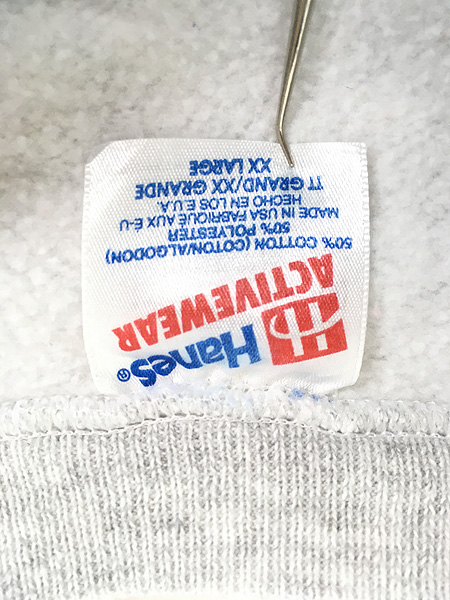 HaneS®
ACTIVEWEAR
50% COTTON (COTON/ALGODON)
50% POLYESTER
MADE IN USA FABRIQUÉ AUX E-U
HECHO EN LOS E.U.A.
TT GRAND/XX GRANDE
XX LARGE